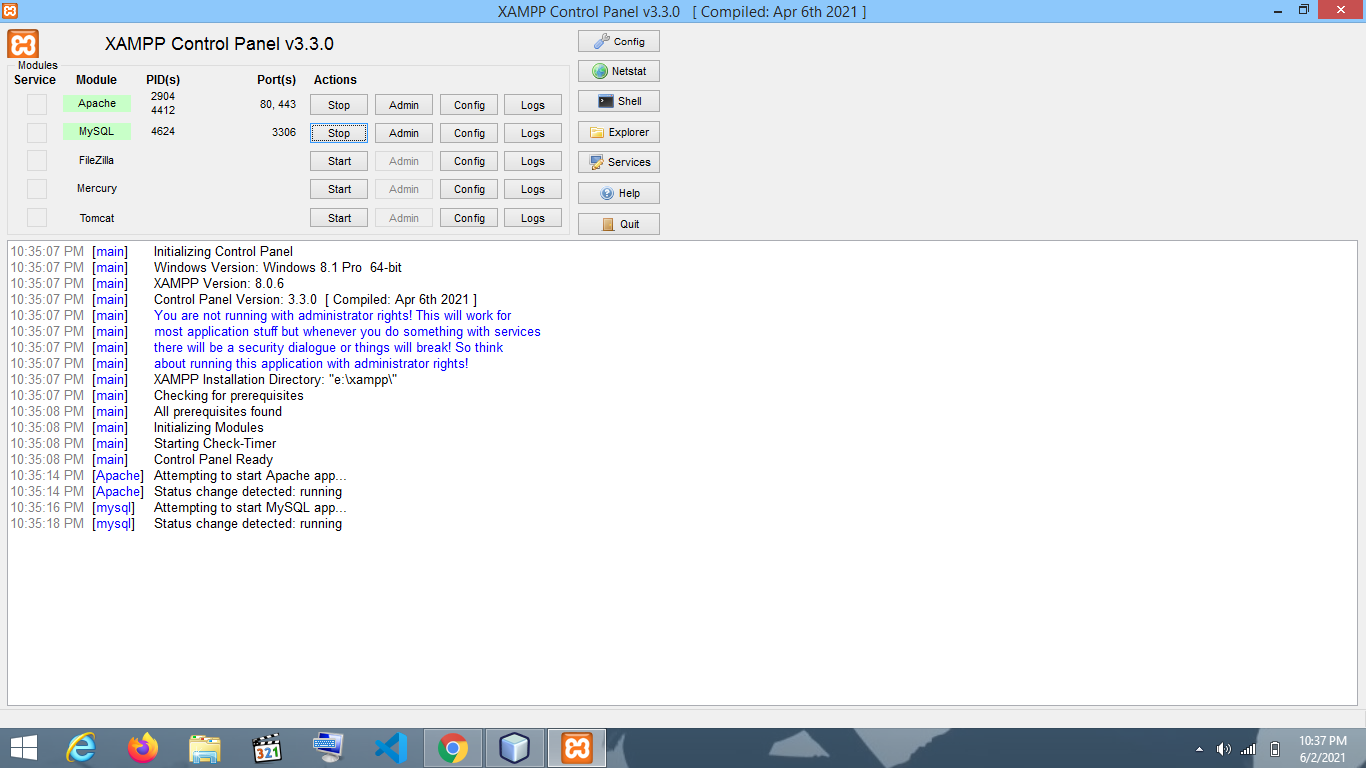 XAMPP Control Panel v3.3.0 [ Compiled: Apr 6th 2021 ]
XAMPP Control Panel v3.3.0
Config
Modules
Netstat
Service Module PID(s) Port(s) Actions
Apache 2904 4412 80, 443 Stop Admin Config Logs
Shell
MySQL 4624 3306 Stop Admin Config Logs
Explorer
FileZilla Start Admin Config Logs
Services
Mercury Start Admin Config Logs
Help
Tomcat Start Admin Config Logs
Quit
10:35:07 PM [main] Initializing Control Panel
10:35:07 PM [main] Windows Version: Windows 8.1 Pro 64-bit
10:35:07 PM [main] XAMPP Version: 8.0.6
10:35:07 PM [main] Control Panel Version: 3.3.0 [ Compiled: Apr 6th 2021 ]
10:35:07 PM [main] You are not running with administrator rights! This will work for
10:35:07 PM [main] most application stuff but whenever you do something with services
10:35:07 PM [main] there will be a security dialogue or things will break! So think
10:35:07 PM [main] about running this application with administrator rights!
10:35:07 PM [main] XAMPP Installation Directory: "e:\xampp\"
10:35:07 PM [main] Checking for prerequisites
10:35:08 PM [main] All prerequisites found
10:35:08 PM [main] Initializing Modules
10:35:08 PM [main] Starting Check-Timer
10:35:08 PM [main] Control Panel Ready
10:35:14 PM [Apache] Attempting to start Apache app...
10:35:14 PM [Apache] Status change detected: running
10:35:16 PM [mysql] Attempting to start MySQL app...
10:35:18 PM [mysql] Status change detected: running
321
10:37 PM
6/2/2021